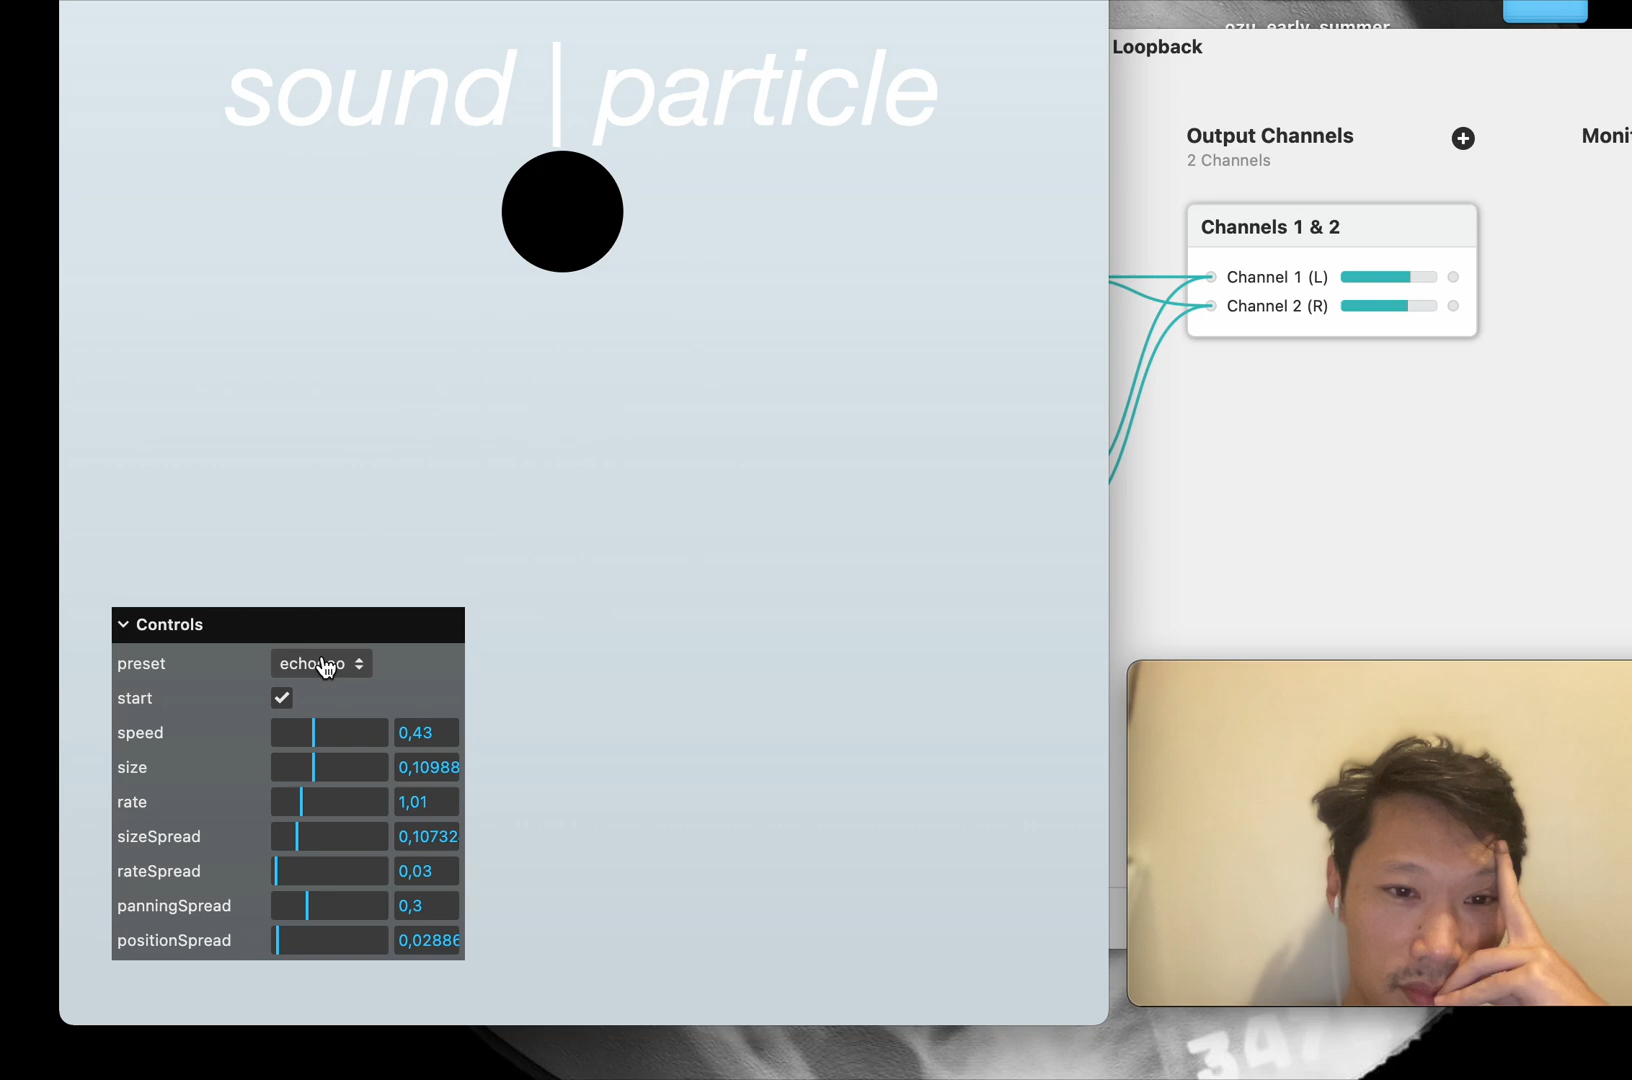 sound | particle
ozu_early_summer
Loopback
Output Channels
2 Channels
Channels 1 & 2
Channel 1 (L)
Channel 2 (R)
Controls
preset
start
speed 0,43
size 0,10988
rate 1,01
sizeSpread 0,10732
rateSpread 0,03
panningSpread 0,3
positionSpread 0,02886
347